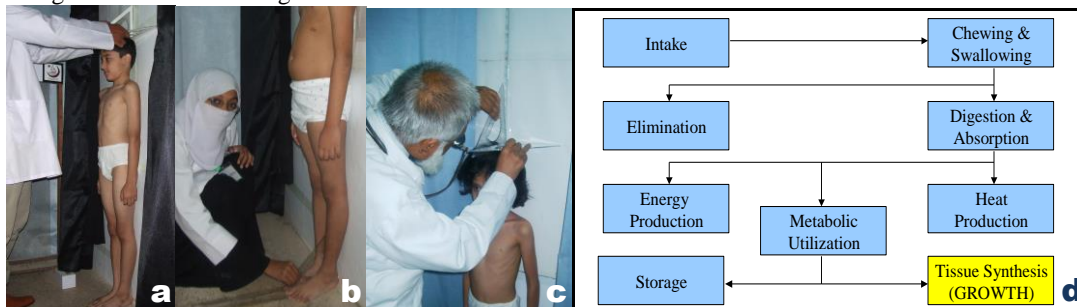 a
b
c
Intake
Chewing &
Swallowing
Elimination
Digestion &
Absorption
Energy
Production
Metabolic
Utilization
Heat
Production
Storage
Tissue Synthesis
(GROWTH)
d